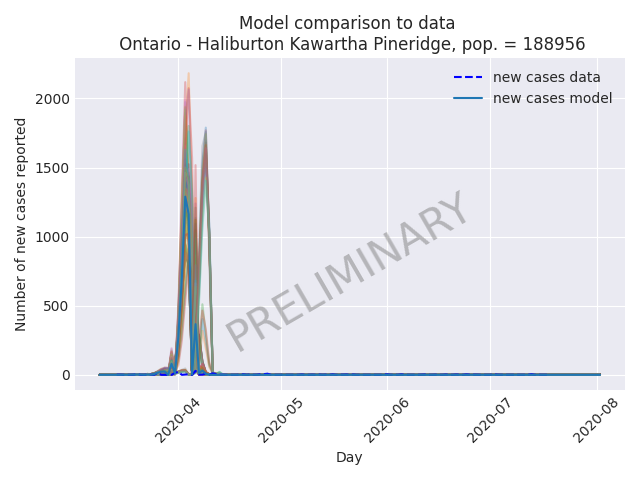 Model comparison to data
Ontario - Haliburton Kawartha Pineridge, pop. = 188956
new cases data
new cases model
2000
1500
1000
500
0
Number of new cases reported
PRELIMINARY
2020-04
2020-05
2020-06
2020-07
2020-08
Day